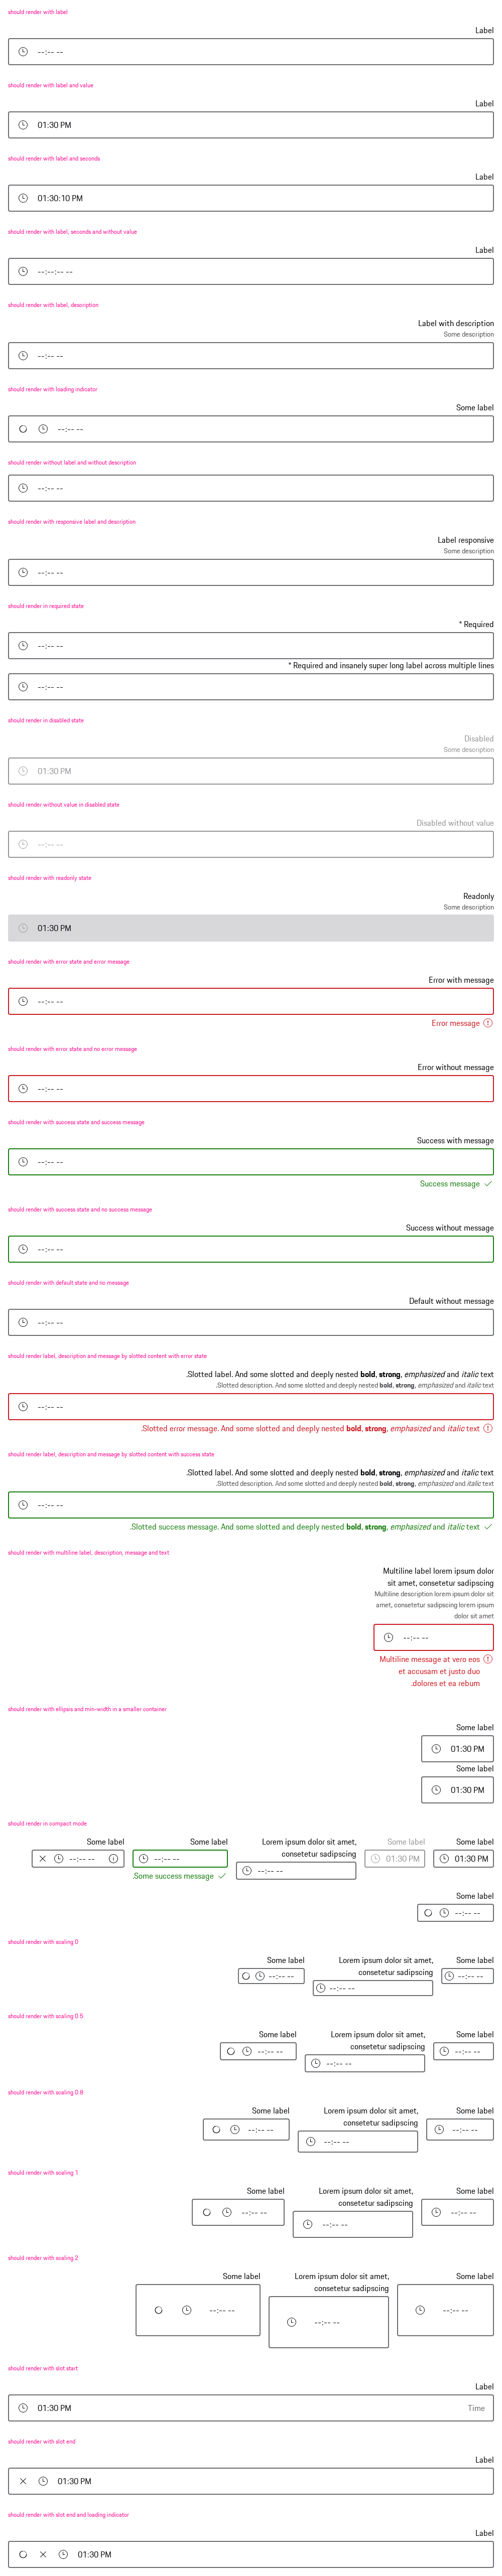 should render with label
Label
--:-- --
should render with label and value
Label
01:30 PM
should render with label and seconds
Label
01:30:10 PM
should render with label, seconds and without value
Label
--:--:-- --
should render with label, description
Label with description
Some description
--:-- --
should render with loading indicator
Some label
--:-- --
should render without label and without description
--:-- --
should render with responsive label and description
Label responsive
Some description
--:-- --
should render in required state
* Required
--:-- --
* Required and insanely super long label across multiple lines
--:-- --
should render in disabled state
Disabled
Some description
01:30 PM
should render without value in disabled state
Disabled without value
--:-- --
should render with readonly state
Readonly
Some description
01:30 PM
should render with error state and error message
Error with message
--:-- --
Error message
should render with error state and no error message
Error without message
--:-- --
should render with success state and success message
Success with message
--:-- --
Success message
should render with success state and no success message
Success without message
--:-- --
should render with default state and no message
Default without message
--:-- --
should render label, description and message by slotted content with error state
.Slotted label. And some slotted and deeply nested bold, strong, emphasized and italic text
.Slotted description. And some slotted and deeply nested bold, strong, emphasized and italic text
--:-- --
.Slotted error message. And some slotted and deeply nested bold, strong, emphasized and italic text
should render label, description and message by slotted content with success state
.Slotted label. And some slotted and deeply nested bold, strong, emphasized and italic text
.Slotted description. And some slotted and deeply nested bold, strong, emphasized and italic text
--:-- --
.Slotted success message. And some slotted and deeply nested bold, strong, emphasized and italic text
should render with multiline label, description, message and text
Multiline label lorem ipsum dolor
sit amet, consetetur sadipscing
Multiline description lorem ipsum dolor sit
amet, consetetur sadipscing lorem ipsum
dolor sit amet
--:-- --
Multiline message at vero eos
et accusam et justo duo
.dolores et ea rebum
should render with ellipsis and min-width in a smaller container
Some label
01:30 PM
Some label
01:30 PM
should render in compact mode
Some label
--:-- --
Some label
--:-- --
.Some success message
Lorem ipsum dolor sit amet,
consetetur sadipscing
--:-- --
Some label
01:30 PM
Some label
01:30 PM
Some label
--:-- --
should render with scaling 0
Some label
--:-- --
Lorem ipsum dolor sit amet,
consetetur sadipscing
--:-- --
Some label
--:-- --
should render with scaling 0.5
Some label
--:-- --
Lorem ipsum dolor sit amet,
consetetur sadipscing
--:-- --
Some label
--:-- --
should render with scaling 0.8
Some label
--:-- --
Lorem ipsum dolor sit amet,
consetetur sadipscing
--:-- --
Some label
--:-- --
should render with scaling 1
Some label
--:-- --
Lorem ipsum dolor sit amet,
consetetur sadipscing
--:-- --
Some label
--:-- --
should render with scaling 2
Some label
--:-- --
Lorem ipsum dolor sit amet,
consetetur sadipscing
--:-- --
Some label
--:-- --
should render with slot start
Label
01:30 PM
Time
should render with slot end
Label
01:30 PM
should render with slot end and loading indicator
Label
01:30 PM